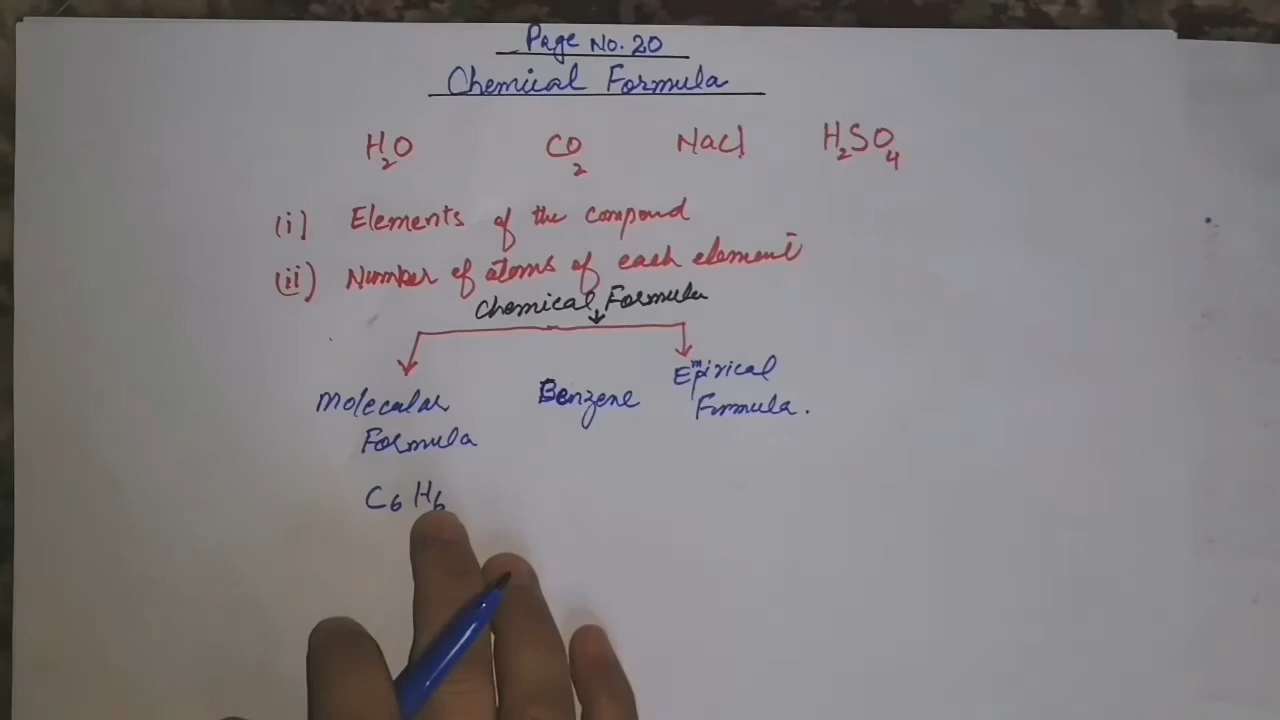 Page No. 20
Chemical Formula
H₂O CO₂ NaCl H₂SO₄
(i) Elements of the compound
(ii) Number of atoms of each element
Chemical Formula
Molecular Formula
Benzene
Empirical Formula.
C₆H₆